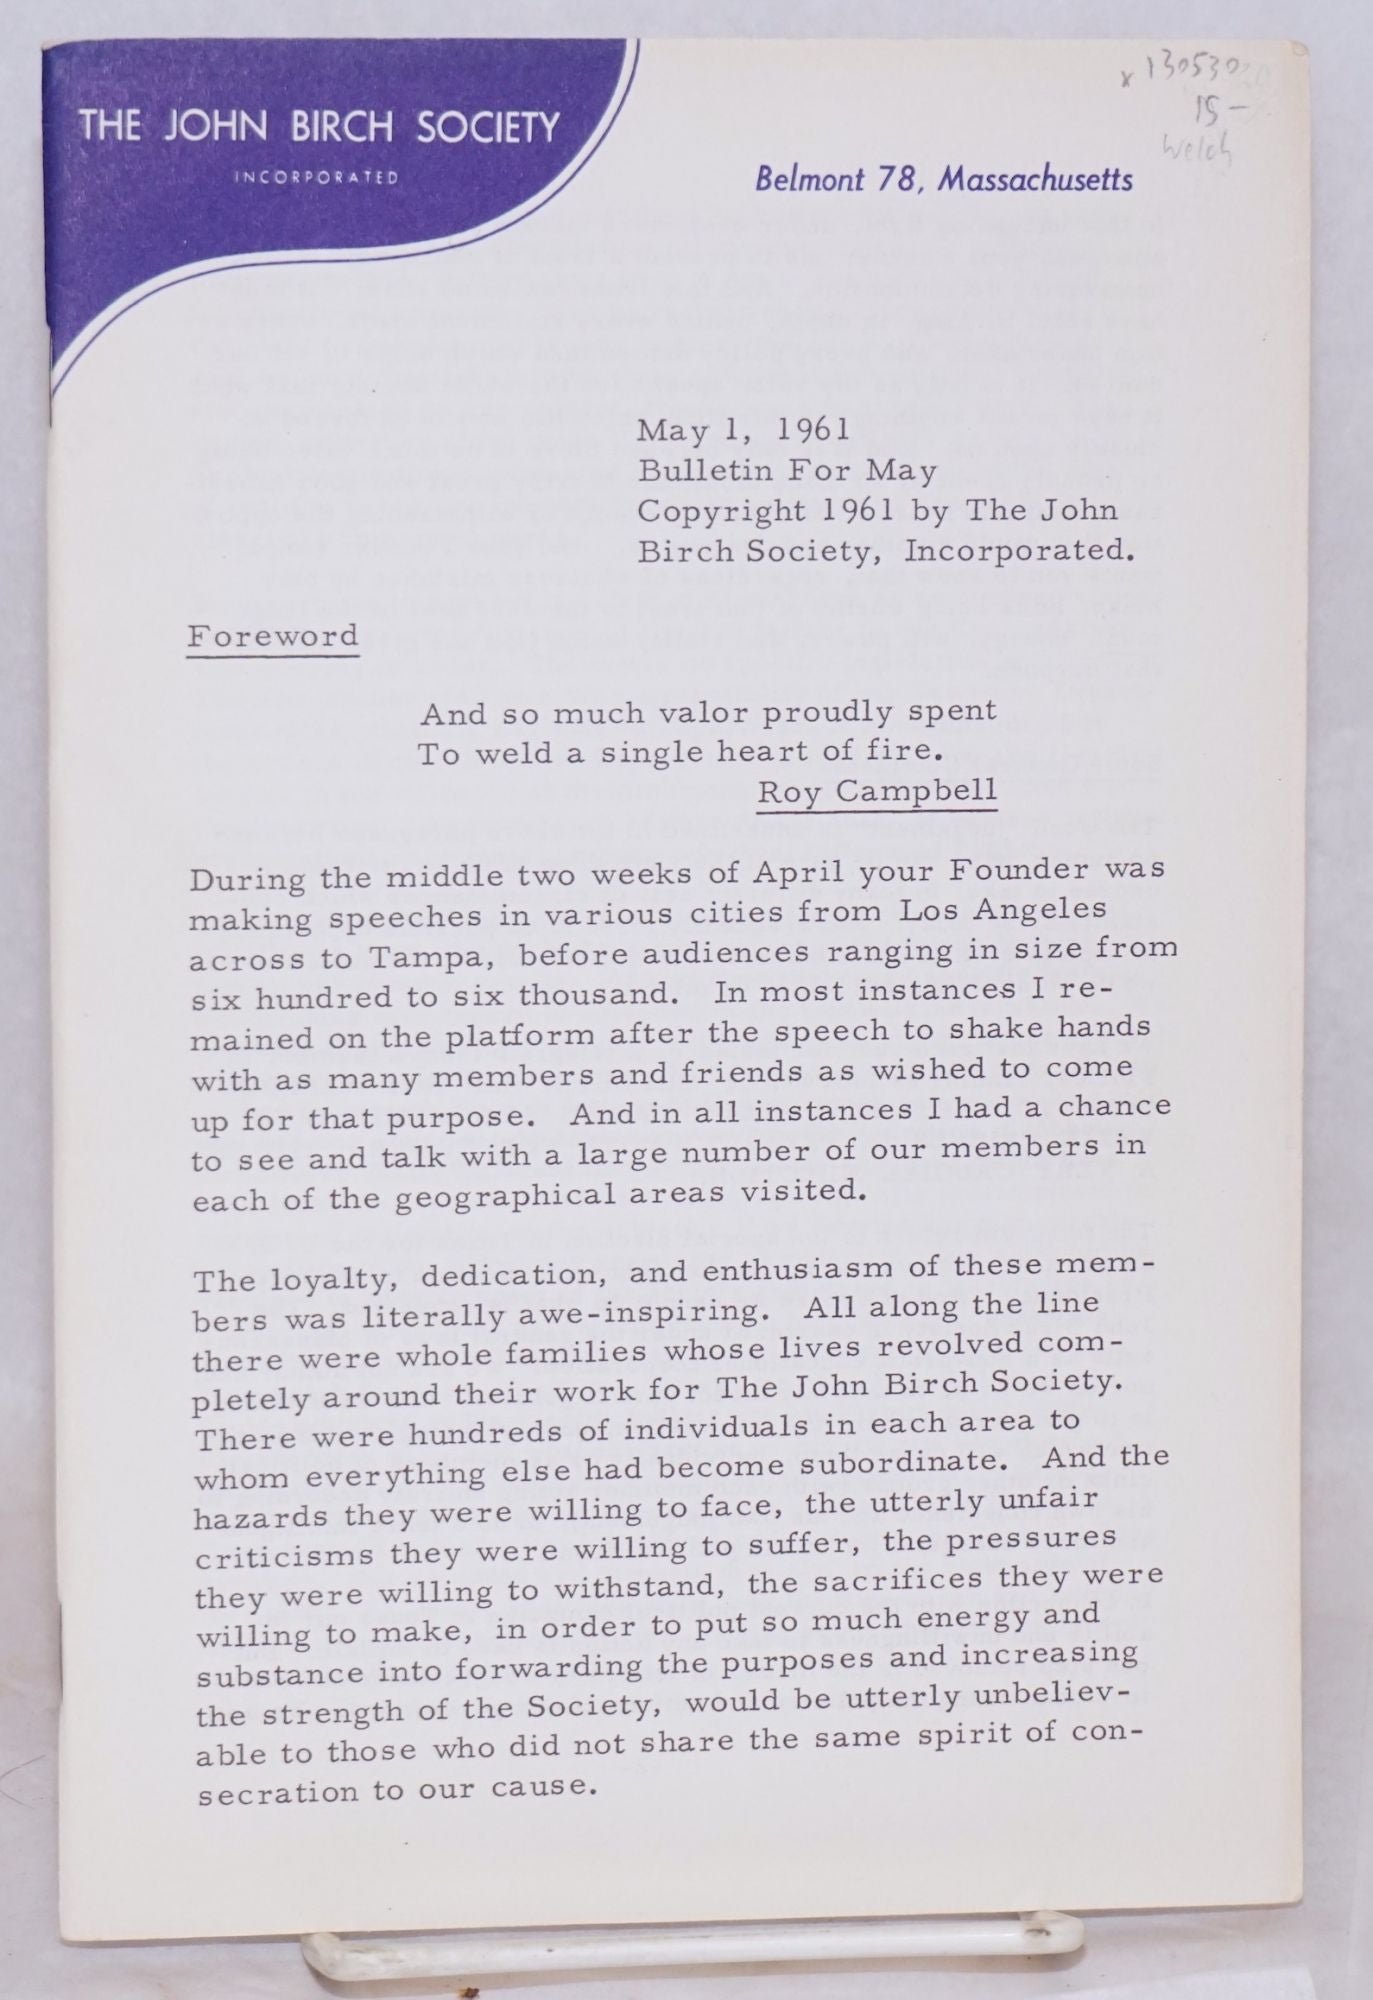 x 130530
15 -
Welch
THE JOHN BIRCH SOCIETY
INCORPORATED
Belmont 78, Massachusetts
May 1, 1961
Bulletin For May
Copyright 1961 by The John
Birch Society, Incorporated.
Foreword
And so much valor proudly spent
To weld a single heart of fire.
Roy Campbell
During the middle two weeks of April your Founder was
making speeches in various cities from Los Angeles
across to Tampa, before audiences ranging in size from
six hundred to six thousand. In most instances I re-
mained on the platform after the speech to shake hands
with as many members and friends as wished to come
up for that purpose. And in all instances I had a chance
to see and talk with a large number of our members in
each of the geographical areas visited.
The loyalty, dedication, and enthusiasm of these mem-
bers was literally awe-inspiring. All along the line
there were whole families whose lives revolved com-
pletely around their work for The John Birch Society.
There were hundreds of individuals in each area to
whom everything else had become subordinate. And the
hazards they were willing to face, the utterly unfair
criticisms they were willing to suffer, the pressures
they were willing to withstand, the sacrifices they were
willing to make, in order to put so much energy and
substance into forwarding the purposes and increasing
the strength of the Society, would be utterly unbeliev-
able to those who did not share the same spirit of con-
secration to our cause.